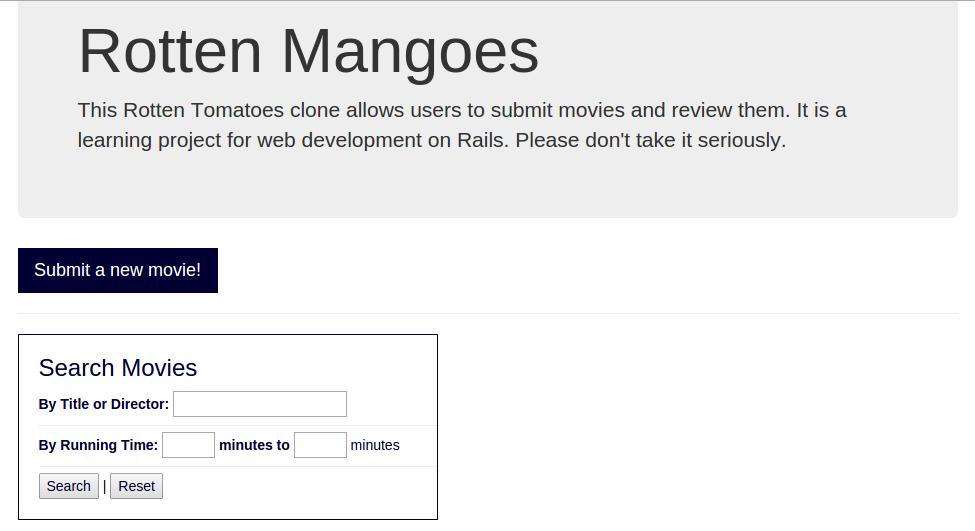 Rotten Mangoes
This Rotten Tomatoes clone allows users to submit movies and review them. It is a
learning project for web development on Rails. Please don't take it seriously.
Submit a new movie!
Search Movies
By Title or Director:
By Running Time: minutes to minutes
Search | Reset